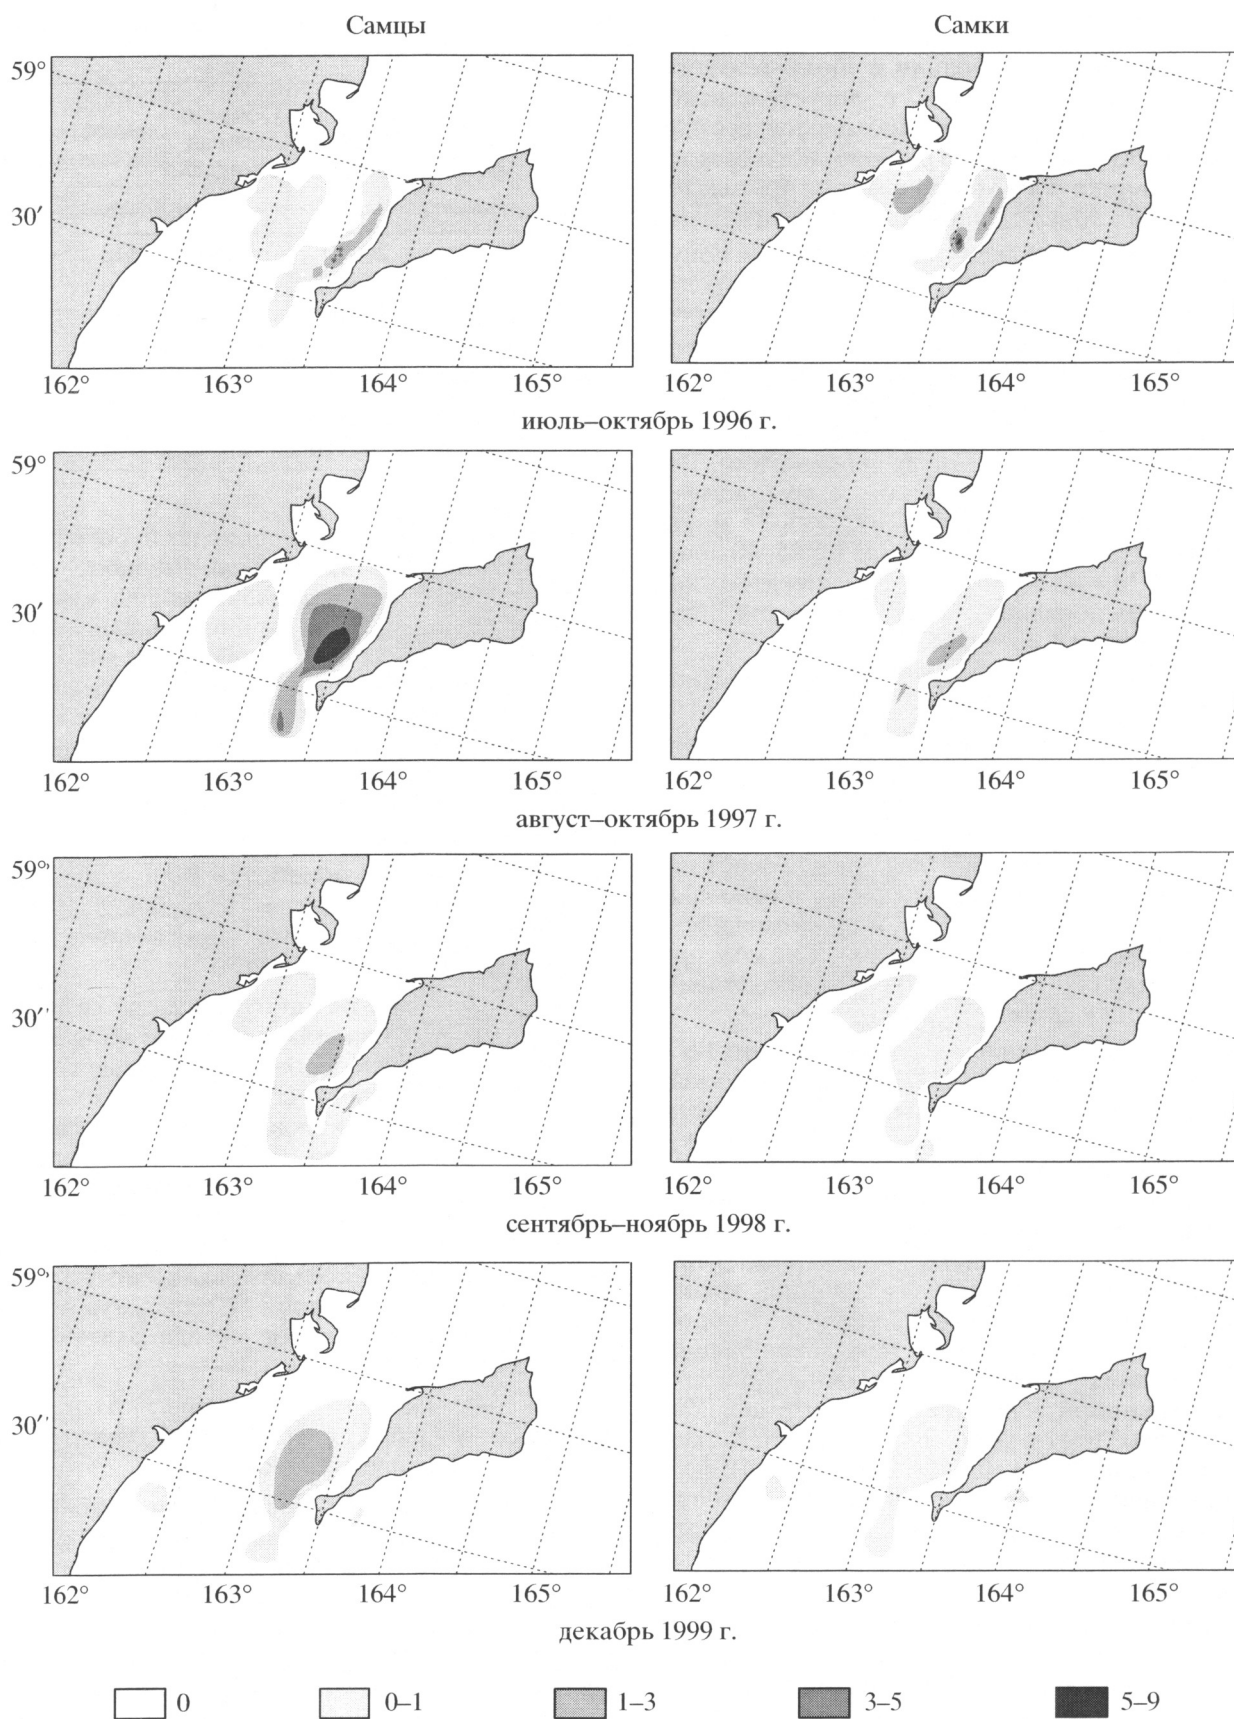 Самцы Самки
59°
30′
162° 163° 164° 165° 162° 163° 164° 165°
июль–октябрь 1996 г.
59°
30′
162° 163° 164° 165° 162° 163° 164° 165°
август–октябрь 1997 г.
59°
30′
162° 163° 164° 165° 162° 163° 164° 165°
сентябрь–ноябрь 1998 г.
59°
30′
162° 163° 164° 165° 162° 163° 164° 165°
декабрь 1999 г.
0 0–1 1–3 3–5 5–9